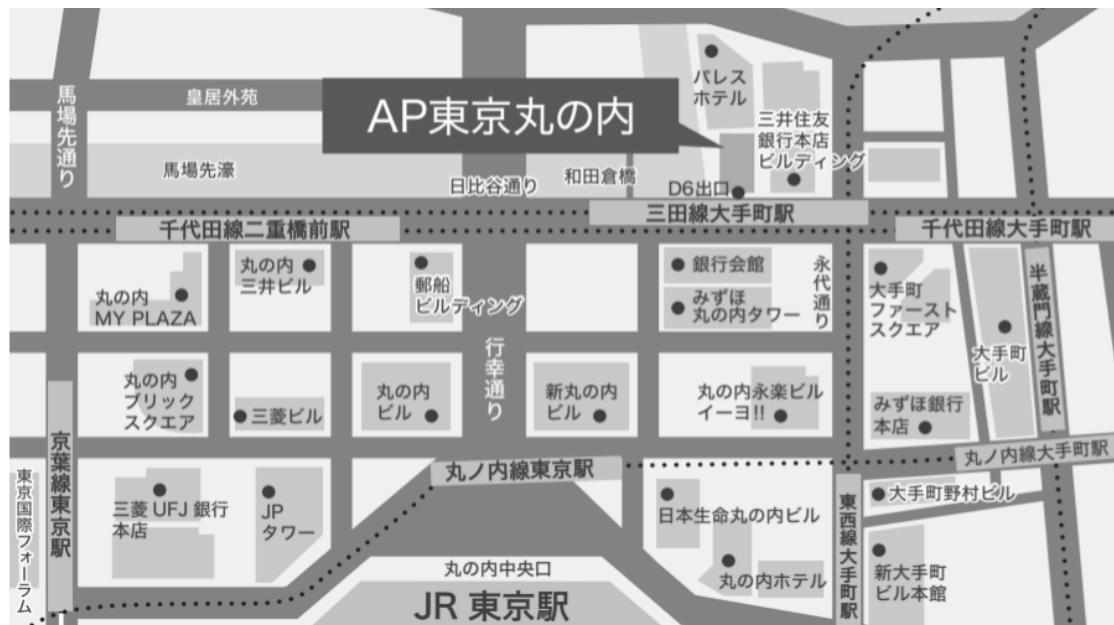 パレス
ホテル
馬場先通り
皇居外苑
AP東京丸の内
三井住友
銀行本店
ビルディング
馬場先濠
日比谷通り
和田倉橋
D6出口
三田線大手町駅
千代田線二重橋前駅
千代田線大手町駅
丸の内
三井ビル
郵船
ビルディング
銀行会館
永代通り
丸の内
MY PLAZA
みずほ
丸の内タワー
大手町
ファースト
スクエア
半蔵門線大手町駅
大手町
ビル
行幸通り
丸の内
ブリック
スクエア
三菱ビル
丸の内
ビル
新丸の内
ビル
丸の内永楽ビル
イーヨ!!
みずほ銀行
本店
京葉線東京駅
丸ノ内線東京駅
丸ノ内線大手町駅
東京国際フォーラム
三菱 UFJ 銀行
本店
JP
タワー
日本生命丸の内ビル
東西線大手町駅
大手町野村ビル
丸の内中央口
丸の内ホテル
新大手町
ビル本館
JR 東京駅